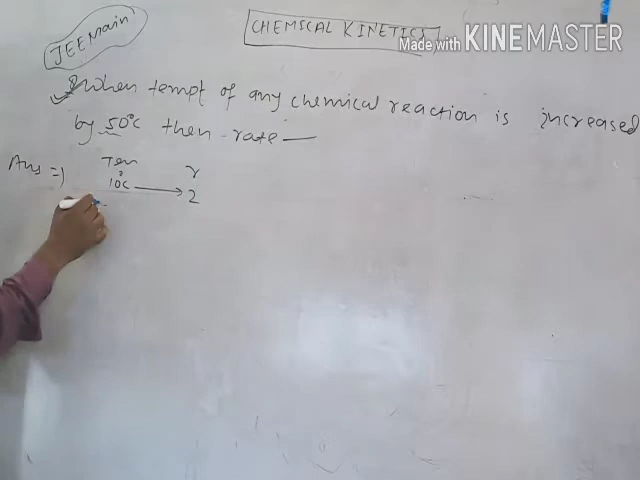 JEE Main
CHEMSCAL KINETICS
Made with KINEMASTER
When tempt of any chemical reaction is increased
by 50°C then rate —
Ans =) Tem r
10°C → 2